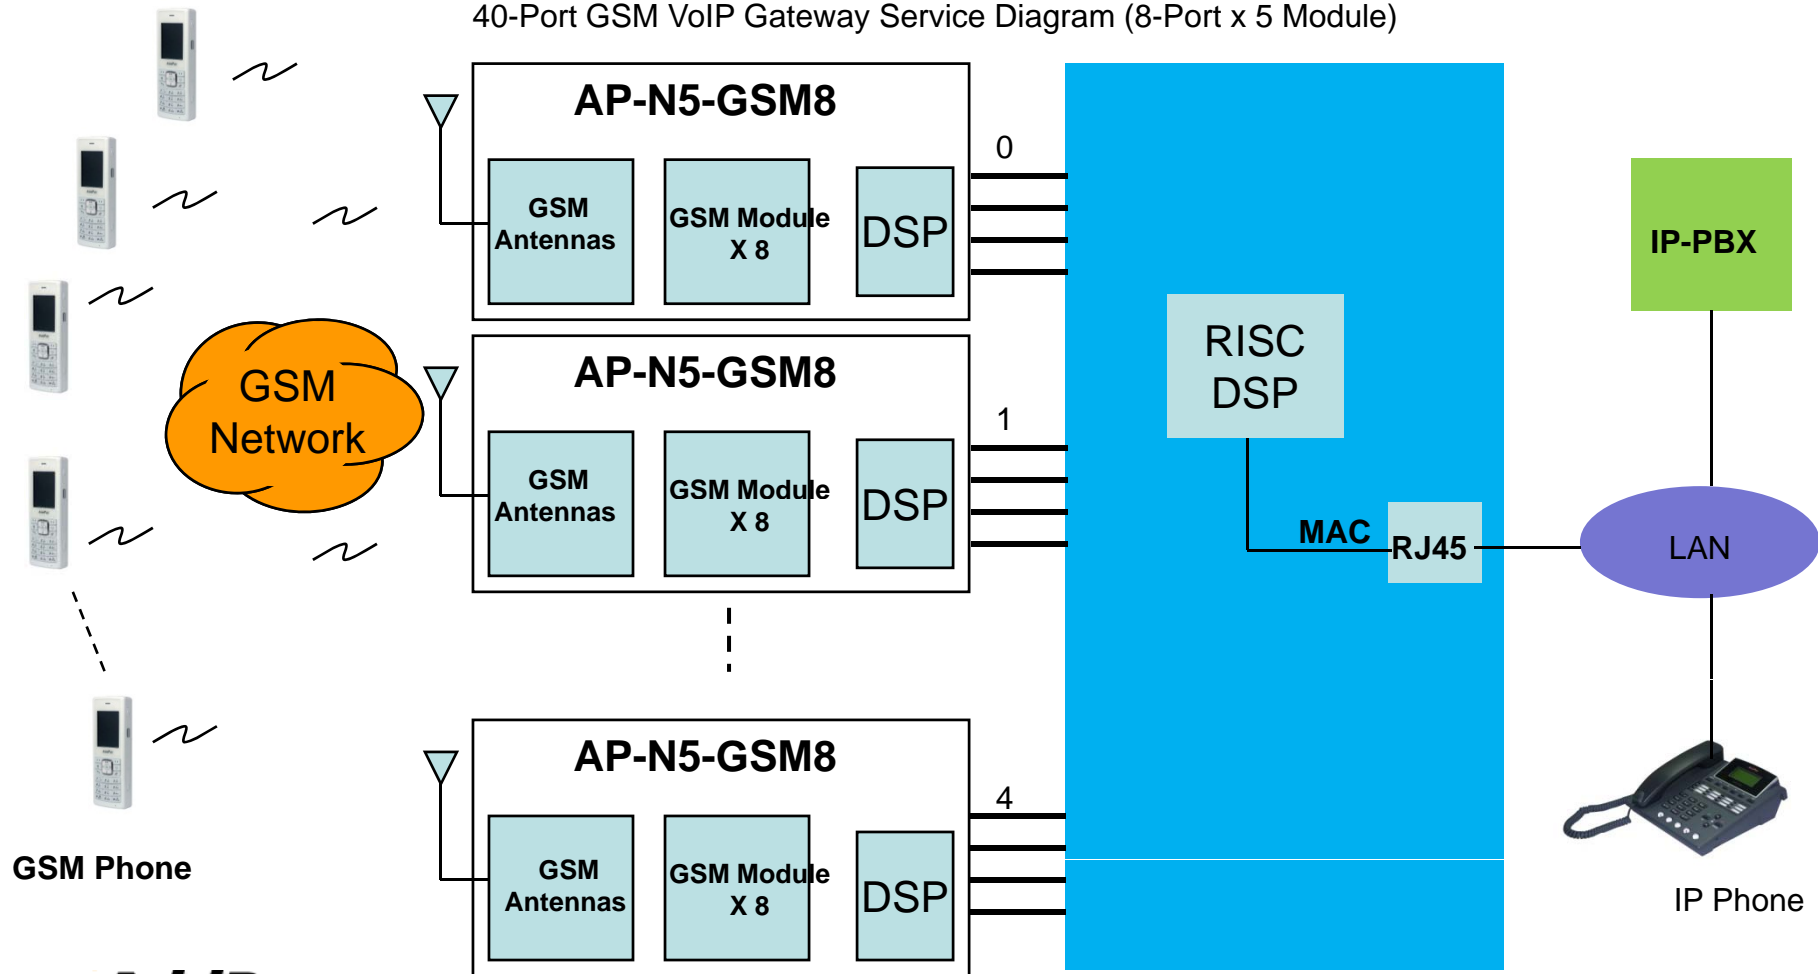 40-Port GSM VoIP Gateway Service Diagram (8-Port x 5 Module)
AP-N5-GSM8
0
GSM
Antennas
GSM Module
X 8
DSP
IP-PBX
RISC
DSP
GSM
Network
AP-N5-GSM8
1
GSM
Antennas
GSM Module
X 8
DSP
MAC
RJ45
LAN
AP-N5-GSM8
4
GSM
Antennas
GSM Module
X 8
DSP
GSM Phone
IP Phone